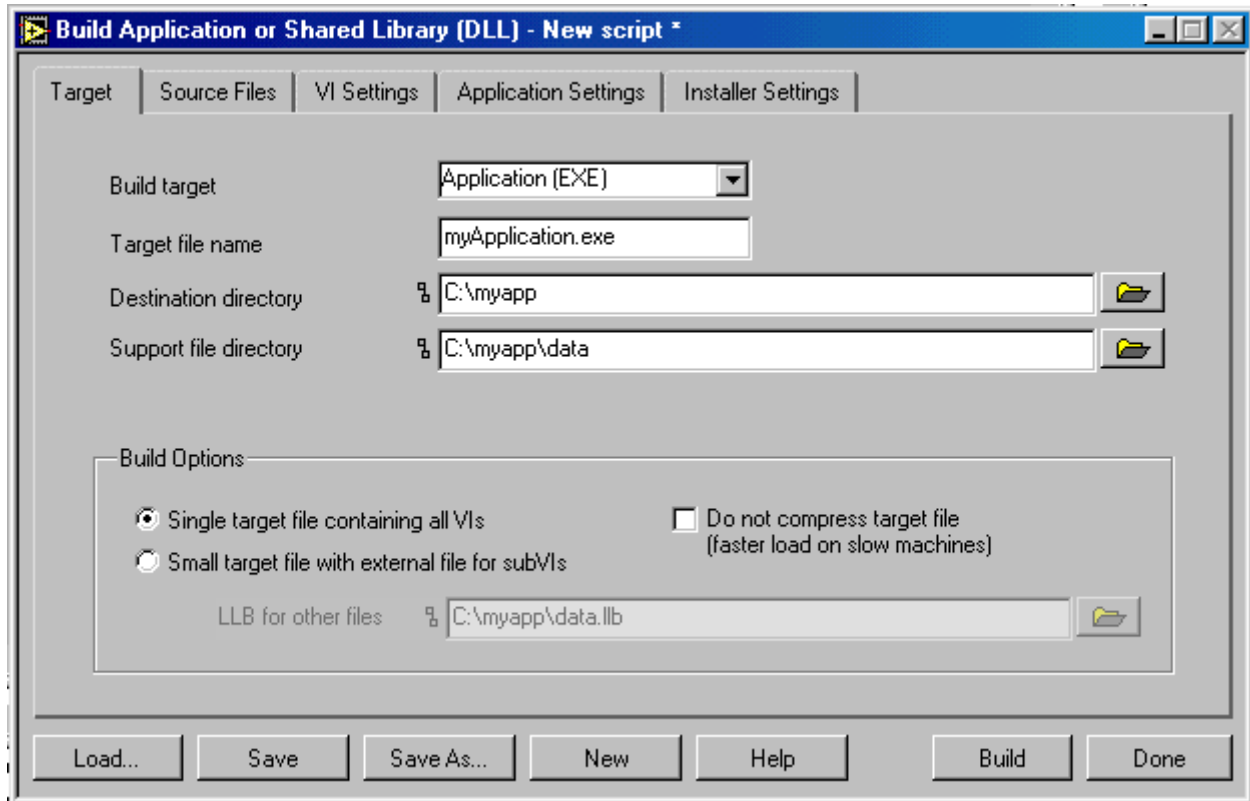 Build Application or Shared Library (DLL) - New script *
Target
Source Files
VI Settings
Application Settings
Installer Settings
Build target
Application (EXE)
Target file name
myApplication.exe
Destination directory
C:\myapp
Support file directory
C:\myapp\data
Build Options
Single target file containing all VIs
Do not compress target file
(faster load on slow machines)
Small target file with external file for subVIs
LLB for other files
C:\myapp\data.llb
Load...
Save
Save As...
New
Help
Build
Done